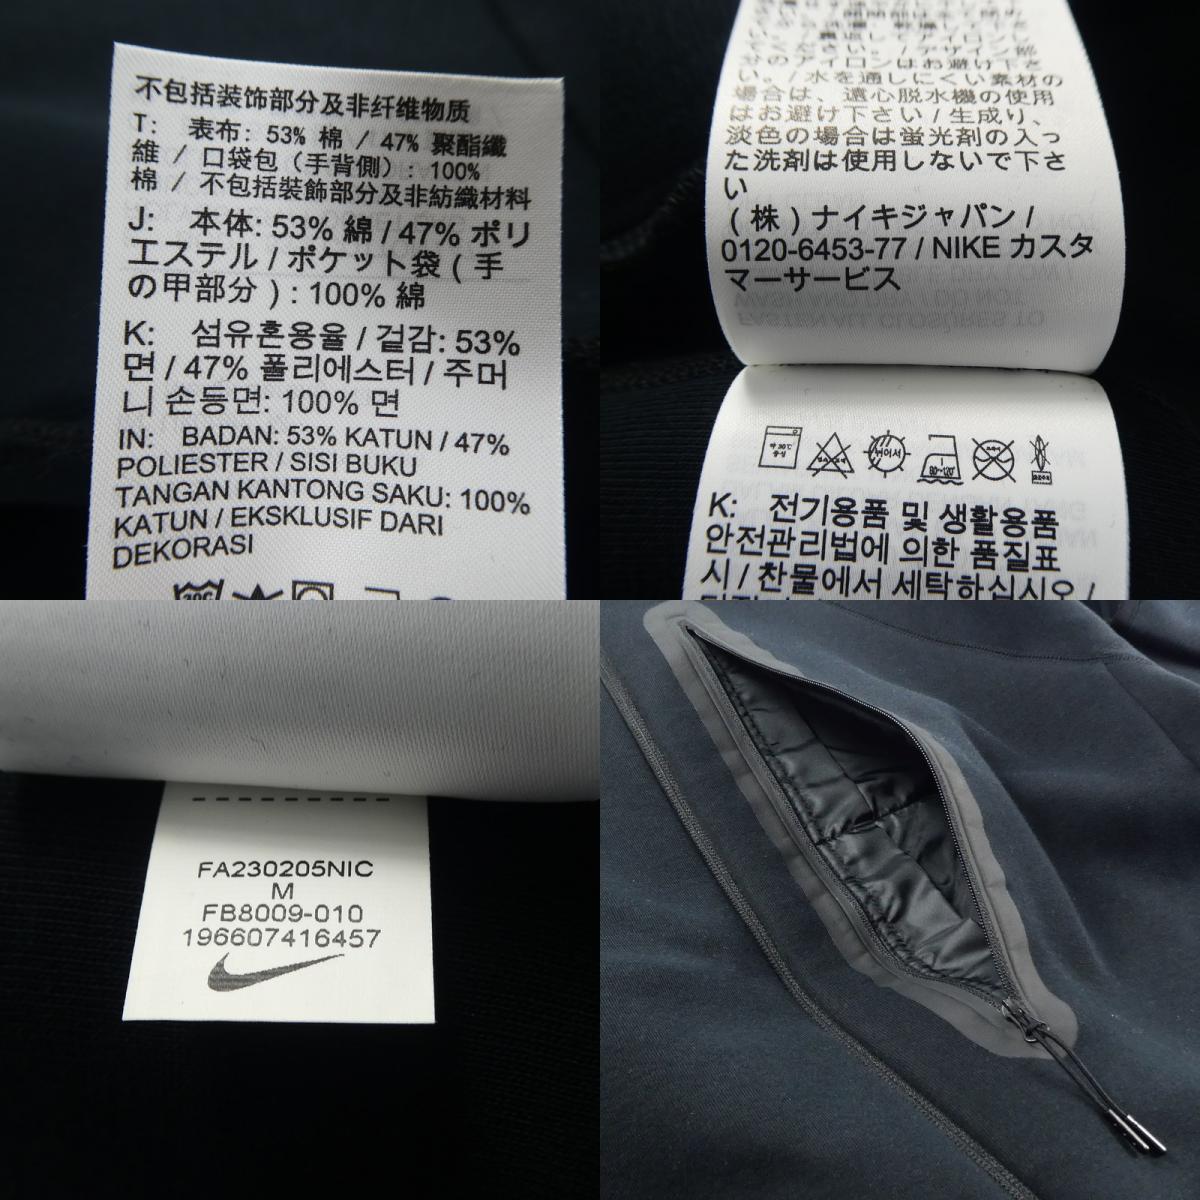 不包括装饰部分及非纤维物质
T: 表布: 53% 棉 / 47% 聚酯纖
維 / 口袋包 (手背側) : 100%
棉 / 不包括裝飾部分及非紡織材料
J: 本体: 53% 綿 / 47% ポリ
エステル / ポケット袋 ( 手
の甲部分 ) : 100% 綿
K: 섬유혼용율 / 겉감: 53%
면 / 47% 폴리에스터 / 주머
니 손등면: 100% 면
IN: BADAN: 53% KATUN / 47%
POLIESTER / SISI BUKU
TANGAN KANTONG SAKU: 100%
KATUN / EKSKLUSIF DARI
DEKORASI
30C
分のアイロンはお避け下さ
い。/ 水を通しにくい素材の
場合は、遠心脱水機の使用
はお避け下さい / 生成り、
淡色の場合は蛍光剤の入っ
た洗剤は使用しないで下さ
い
( 株 ) ナイキジャパン /
0120-6453-77 / NIKE カスタ
マーサービス
약 30℃
중성
80~120℃
K: 전기용품 및 생활용품
안전관리법에 의한 품질표
시 / 찬물에서 세탁하십시오 /
FA230205NIC
M
FB8009-010
196607416457